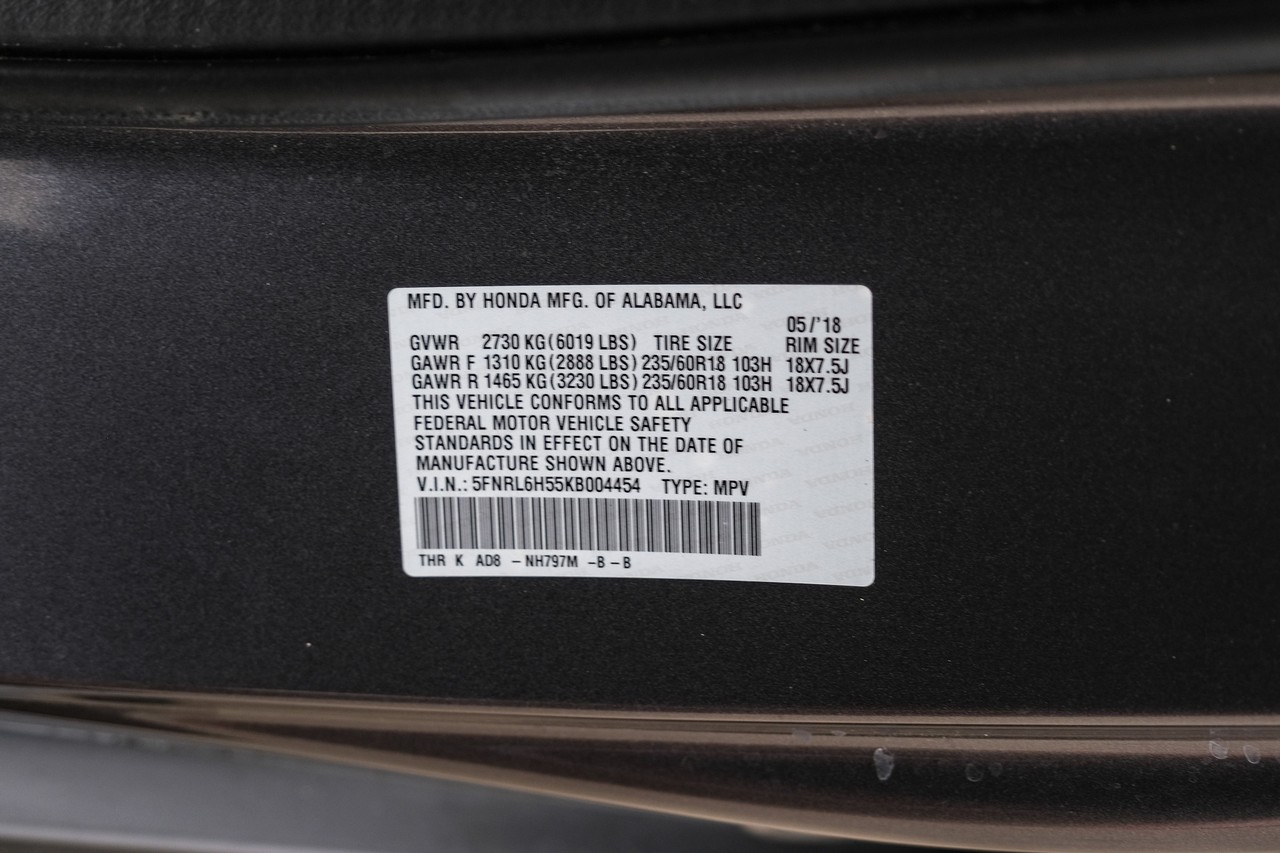 MFD. BY HONDA MFG. OF ALABAMA, LLC
05/'18
GVWR 2730 KG(6019 LBS) TIRE SIZE RIM SIZE
GAWR F 1310 KG(2888 LBS) 235/60R18 103H 18X7.5J
GAWR R 1465 KG(3230 LBS) 235/60R18 103H 18X7.5J
THIS VEHICLE CONFORMS TO ALL APPLICABLE
FEDERAL MOTOR VEHICLE SAFETY
STANDARDS IN EFFECT ON THE DATE OF
MANUFACTURE SHOWN ABOVE.
V.I.N.: 5FNRL6H55KB004454 TYPE: MPV
THR K AD8 – NH797M –B – B